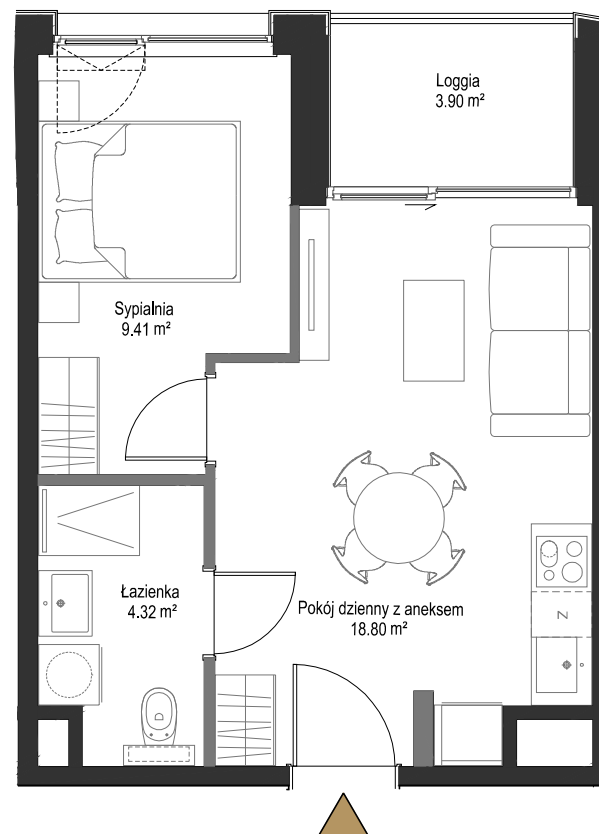 Loggia
3.90 m²
Sypialnia
9.41 m²
Łazienka
4.32 m²
Pokój dzienny z aneksem
18.80 m²
Z